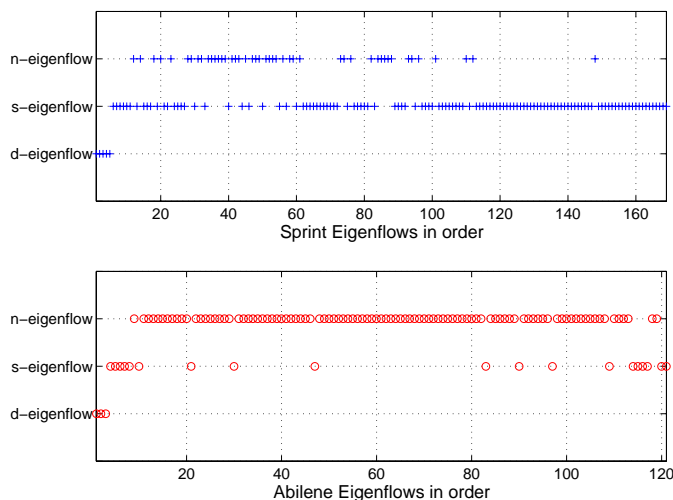 n−eigenflow
s−eigenflow
d−eigenflow
20 40 60 80 100 120 140 160
Sprint Eigenflows in order
n−eigenflow
s−eigenflow
d−eigenflow
20 40 60 80 100 120
Abilene Eigenflows in order